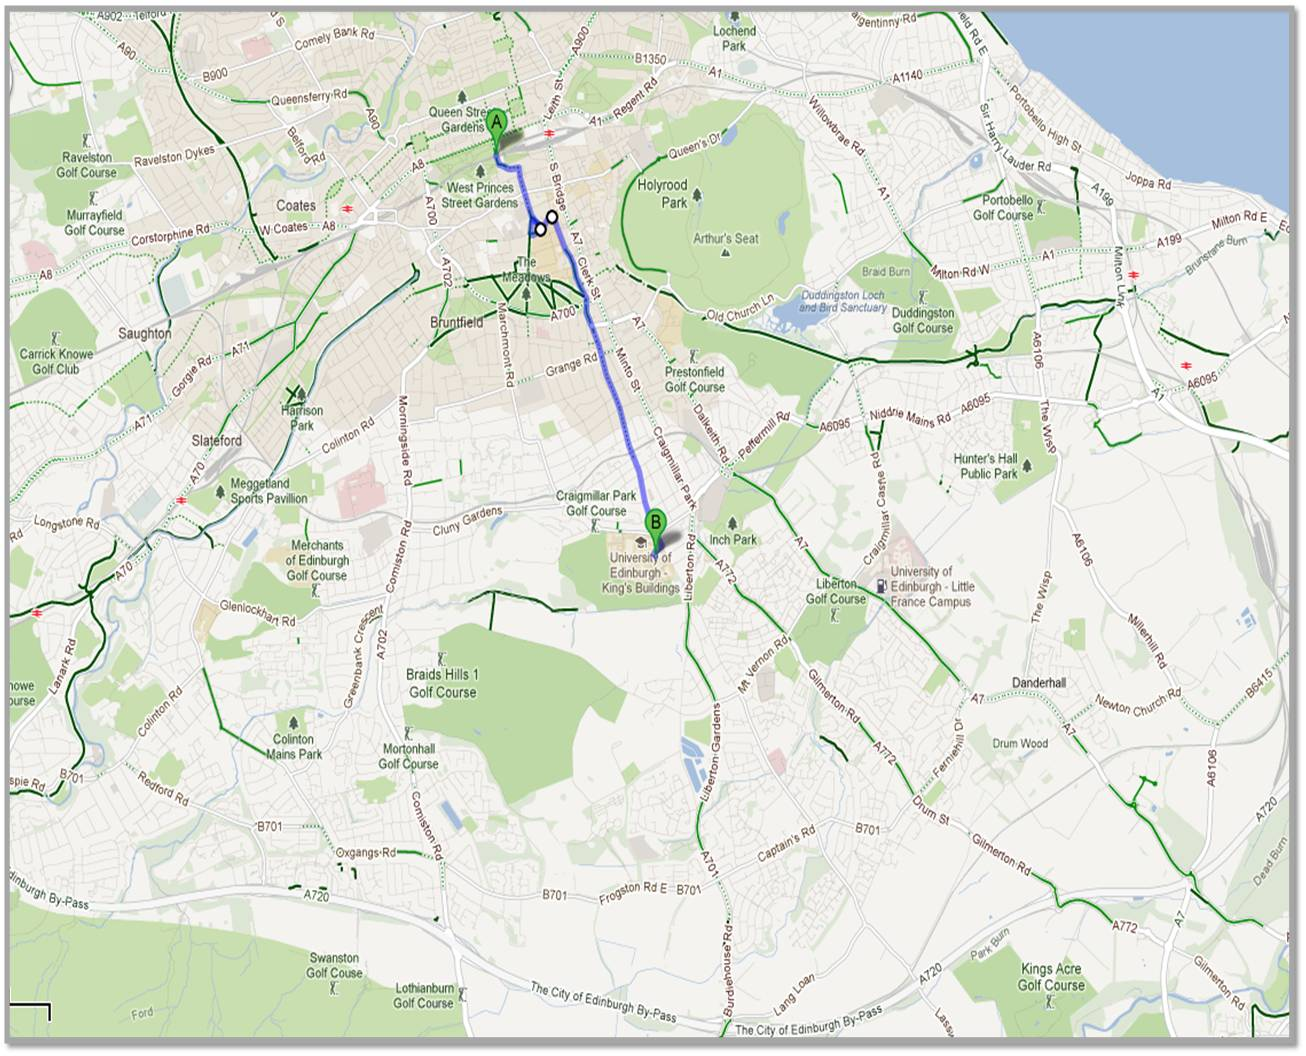 A902
Telford
A90
Comely Bank Rd
B900
Queensferry Rd
A90
Belford Rd
Ravelston Dykes
Ravelston
Golf Course
Murrayfield
Golf Course
Coates
W Coates
A8
Corstorphine Rd
A8
A8
Queen Street
Gardens
A
Leith St
A900
B1350
A1
A1
Regent Rd
Lochend
Park
A1140
Willowbrae Rd
A1
Sir Harry Lauder Rd
Portobello High St
Joppa Rd
A199
Milton Rd E
A199
A1
Milton Rd W
Milton Link
Brunstane Burn
Portobello
Golf Course
Queen's Dr
Holyrood
Park
Arthur's Seat
West Princes
Street Gardens
S Bridge
A7
Clerk St
A700
A702
The
Meadows
A700
Bruntfield
Marchmont Rd
Grange Rd
Minto St
A7
Old Church Ln
Duddingston Loch
and Bird Sanctuary
Braid Burn
Duddingston
Golf Course
A6106
Saughton
Carrick Knowe
Golf Club
Gorgie Rd
A71
A71
Harrison
Park
Slateford
Colinton Rd
Morningside Rd
A70
Meggetland
Sports Pavillion
Prestonfield
Golf Course
Dalkeith Rd
Peffermill Rd
A6095
Niddrie Mains Rd
A6095
A6095
A1
The Wisp
Hunter's Hall
Public Park
Craigmillar Castle Rd
Craigmillar Park
Longstone Rd
A70
Merchants
of Edinburgh
Golf Course
Cluny Gardens
Comiston Rd
Craigmillar Park
Golf Course
B
University of
Edinburgh -
King's Buildings
Liberton Rd
Inch Park
A772
A7
Liberton
Golf Course
University of
Edinburgh - Little
France Campus
A6106
The Wisp
Millerhill Rd
Glenlockhart Rd
Greenbank Crescent
A702
Lanark Rd
Colinton Rd
Braids Hills 1
Golf Course
Mt Vernon Rd
Gilmerton Rd
A772
Danderhall
A7
Newton Church Rd
B6415
A7
Drum Wood
Ferniehill Dr
A6106
A720
Colinton
Mains Park
Mortonhall
Golf Course
Liberton Gardens
B701
Redford Rd
B701
Oxgangs Rd
Comiston Rd
A701
Captain's Rd
B701
Drum St
Gilmerton Rd
Dead Burn
A720
B701
Frogston Rd E
B701
A772
A7
Swanston
Golf Couse
Lothianburn
Golf Course
Burdiehouse Rd
Park Burn
A720
Lang Loan
Kings Acre
Golf Course
Gilmerton Rd
The City of Edinburgh By-Pass
The City of Edinburgh By-Pass
Ford